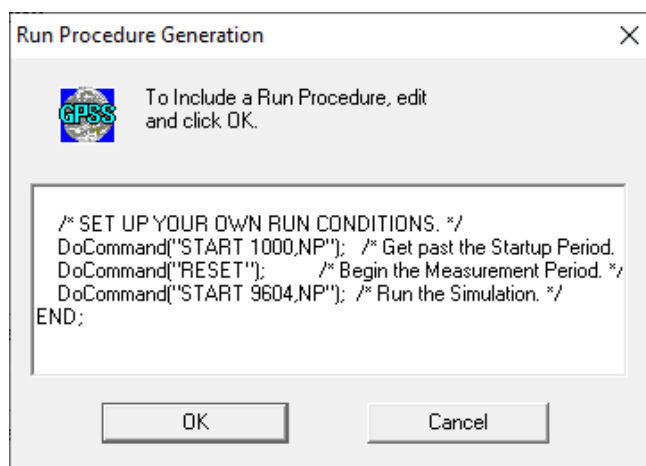 Run Procedure Generation
GPSS
To Include a Run Procedure, edit
and click OK.
/* SET UP YOUR OWN RUN CONDITIONS. */
DoCommand("START 1000,NP"); /* Get past the Startup Period.
DoCommand("RESET"); /* Begin the Measurement Period. */
DoCommand("START 9604,NP"); /* Run the Simulation. */
END;
OK
Cancel